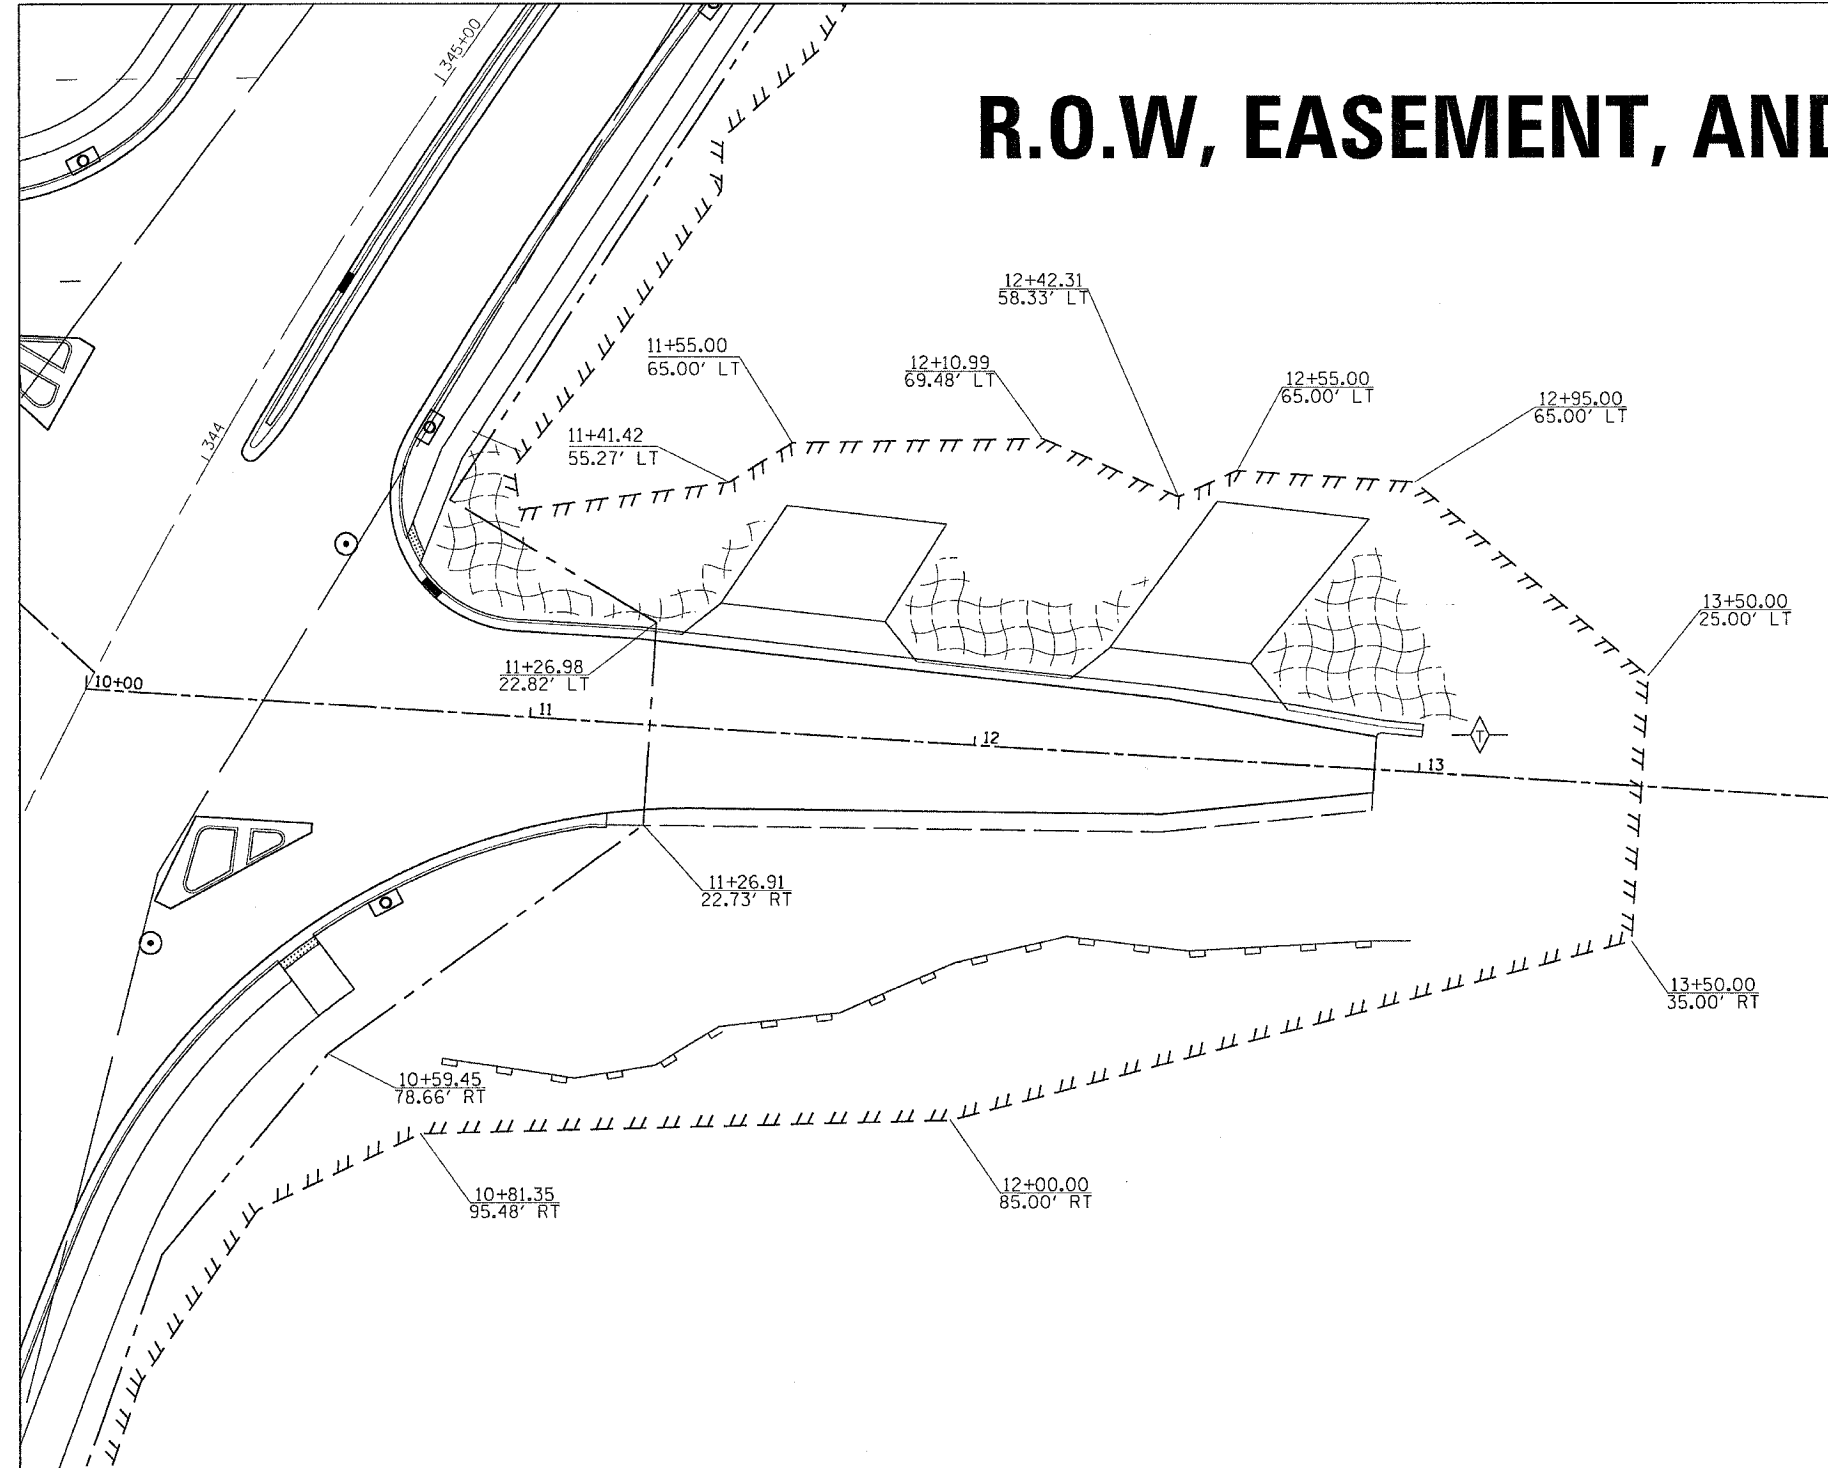 345+00
R.O.W, EASEMENT, AND
12+42.31
58.33' LT
11+55.00
65.00' LT
12+10.99
69.48' LT
12+55.00
65.00' LT
12+95.00
65.00' LT
344
11+41.42
55.27' LT
13+50.00
25.00' LT
11+26.98
22.82' LT
10+00
11
12
13
T
11+26.91
22.73' RT
13+50.00
35.00' RT
10+59.45
78.66' RT
10+81.35
95.48' RT
12+00.00
85.00' RT